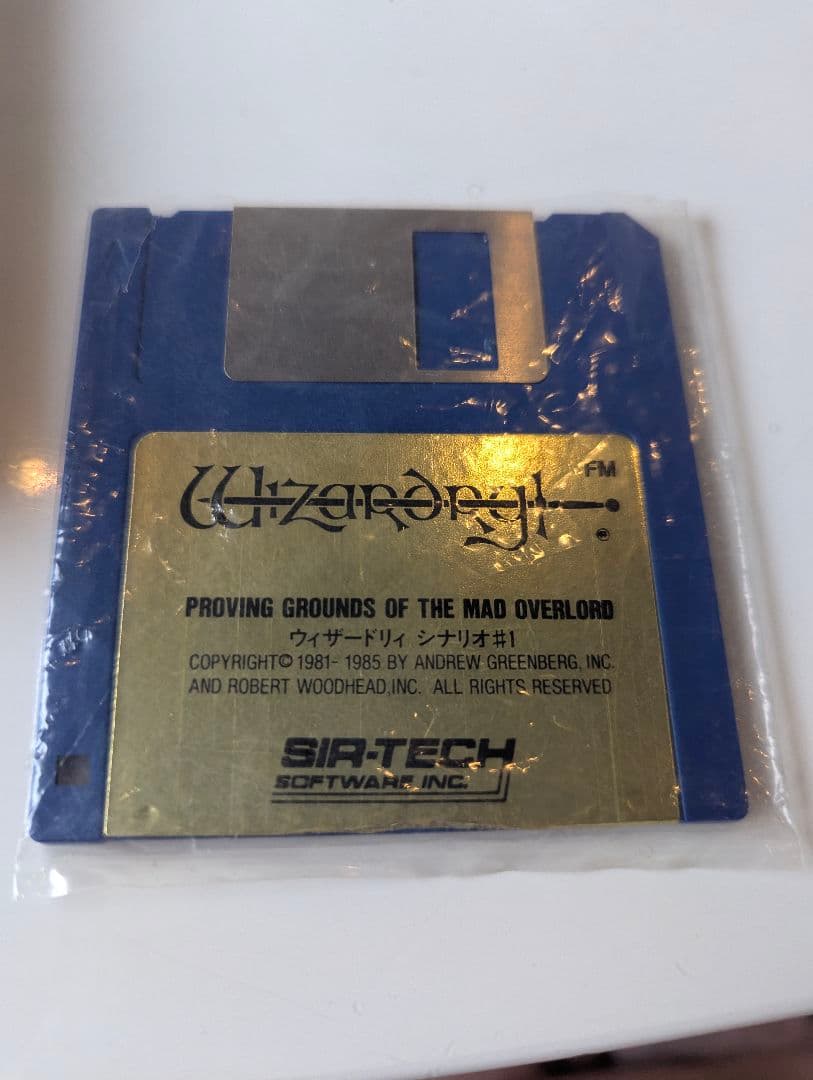 FM
Wizardry
®
PROVING GROUNDS OF THE MAD OVERLORD
ウィザードリィ シナリオ#1
COPYRIGHT© 1981- 1985 BY ANDREW GREENBERG, INC.
AND ROBERT WOODHEAD,INC. ALL RIGHTS RESERVED
SIR-TECH
SOFTWARE INC.